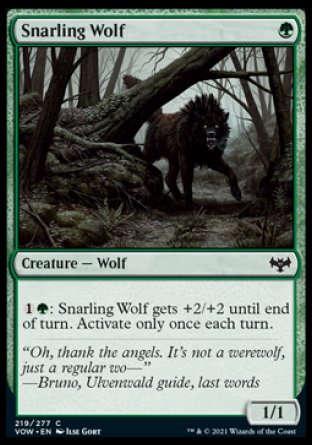 Snarling Wolf
Creature — Wolf
1: Snarling Wolf gets +2/+2 until end
of turn. Activate only once each turn.
“Oh, thank the angels. It’s not a werewolf,
just a regular wo—”
—Bruno, Ulvenwald guide, last words
1/1
219/277 C
VOW • EN ILSE GORT
™ & © 2021 Wizards of the Coast